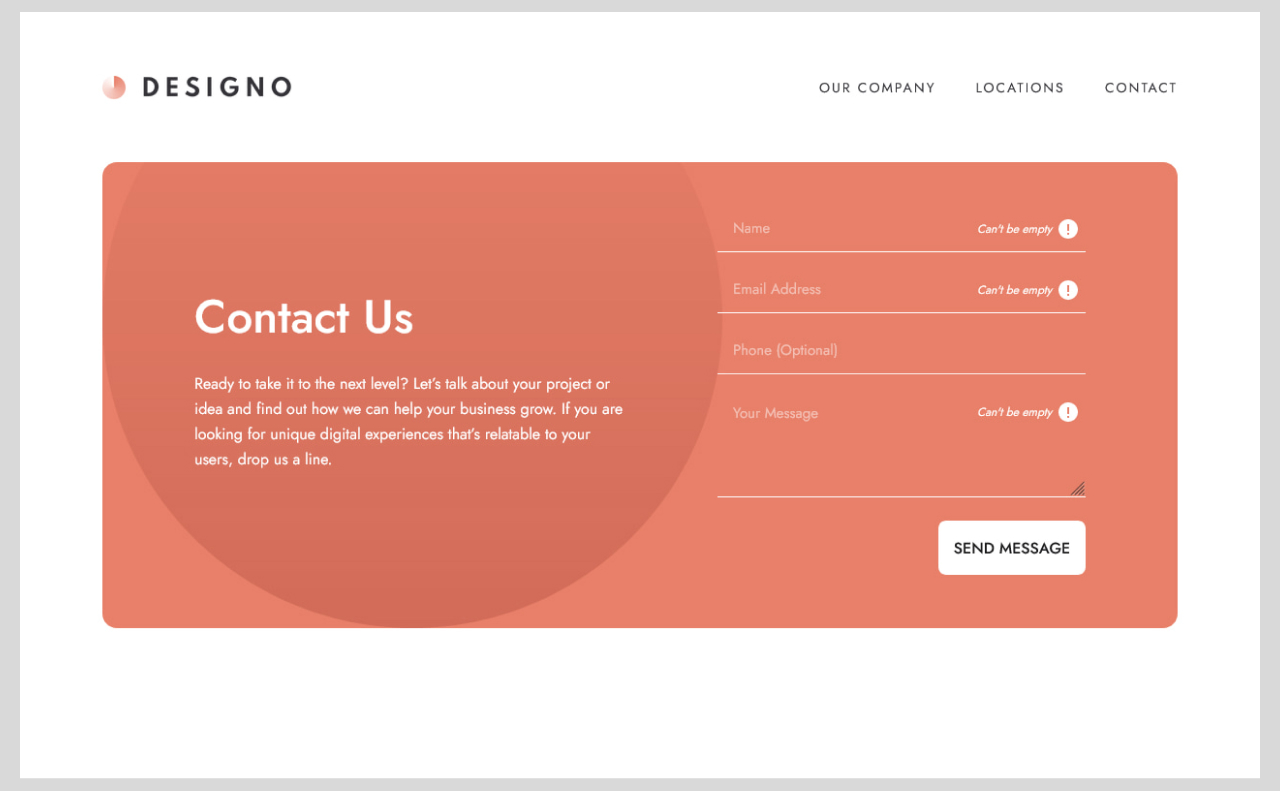 DESIGNO
OUR COMPANY
LOCATIONS
CONTACT
Contact Us
Ready to take it to the next level? Let’s talk about your project or
idea and find out how we can help your business grow. If you are
looking for unique digital experiences that’s relatable to your
users, drop us a line.
Name
Can't be empty
Email Address
Can't be empty
Phone (Optional)
Your Message
Can't be empty
SEND MESSAGE